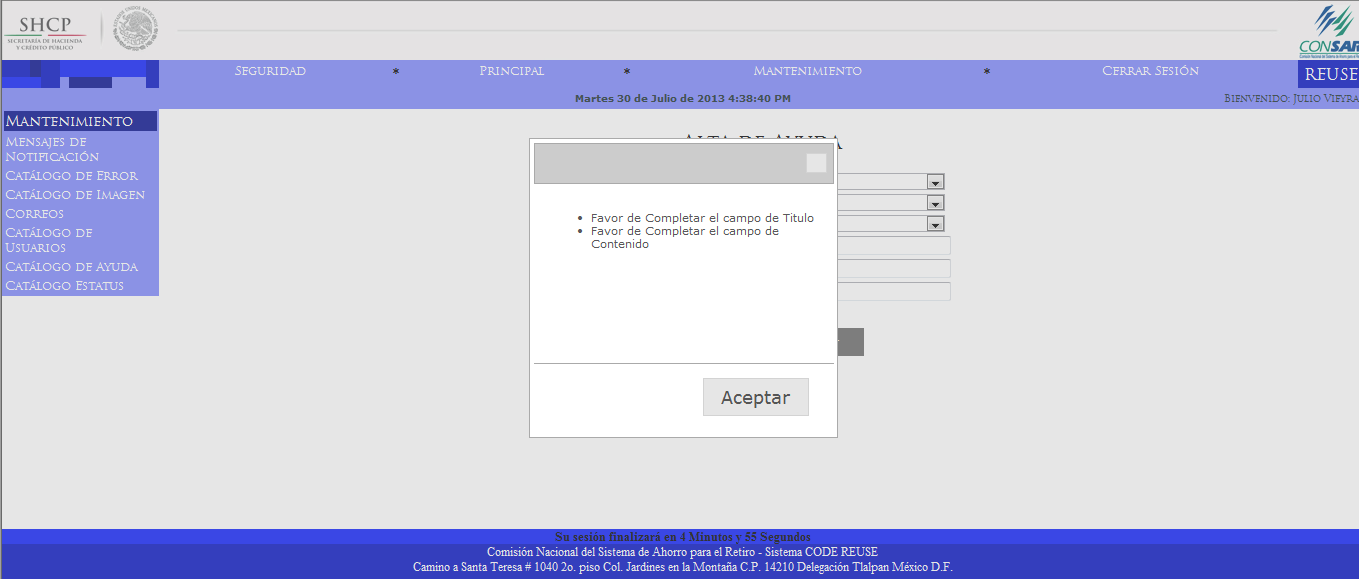 SHCP
SECRETARÍA DE HACIENDA
Y CRÉDITO PÚBLICO
CONSAR
SEGURIDAD * PRINCIPAL * MANTENIMIENTO * CERRAR SESIÓN
REUSE
Martes 30 de Julio de 2013 4:38:40 PM
BIENVENIDO: JULIO VIEYRA
MANTENIMIENTO
MENSAJES DE
NOTIFICACIÓN
CATÁLOGO DE ERROR
CATÁLOGO DE IMAGEN
CORREOS
CATÁLOGO DE
USUARIOS
CATÁLOGO DE AYUDA
CATÁLOGO ESTATUS
ALTA DE AYUDA
• Favor de Completar el campo de Titulo
• Favor de Completar el campo de
Contenido
Aceptar
Su sesión finalizará en 4 Minutos y 55 Segundos
Comisión Nacional del Sistema de Ahorro para el Retiro - Sistema CODE REUSE
Camino a Santa Teresa # 1040 2o. piso Col. Jardines en la Montaña C.P. 14210 Delegación Tlalpan México D.F.